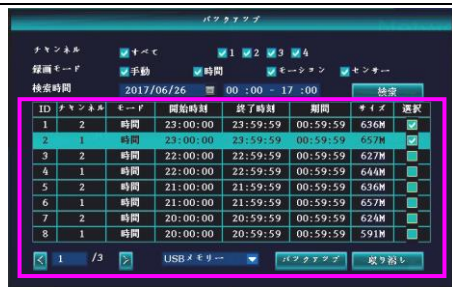 バックアップ
チャンネル すべて 1 2 3 4
録画モード 手動 時間 モーション センサー
検索時間 2017/06/26 00 :00 - 17 :00 検索
ID チャンネル モード 開始時刻 終了時刻 期間 サイズ 選択
1 2 時間 23:00:00 23:59:59 00:59:59 636M
2 1 時間 23:00:00 23:59:59 00:59:59 657M
3 2 時間 22:00:00 22:59:59 00:59:59 627M
4 1 時間 22:00:00 22:59:59 00:59:59 644M
5 2 時間 21:00:00 21:59:59 00:59:59 636M
6 1 時間 21:00:00 21:59:59 00:59:59 657M
7 2 時間 20:00:00 20:59:59 00:59:59 624M
8 1 時間 20:00:00 20:59:59 00:59:59 591M
1 /3 USBメモリー バックアップ 取り消し